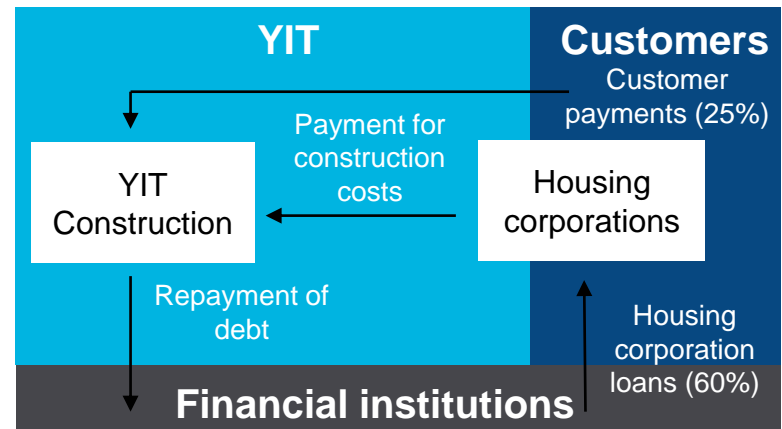 YIT
Customers
Customer
payments (25%)
Payment for
construction
costs
YIT
Construction
Housing
corporations
Repayment of
debt
Housing
corporation
loans (60%)
Financial institutions